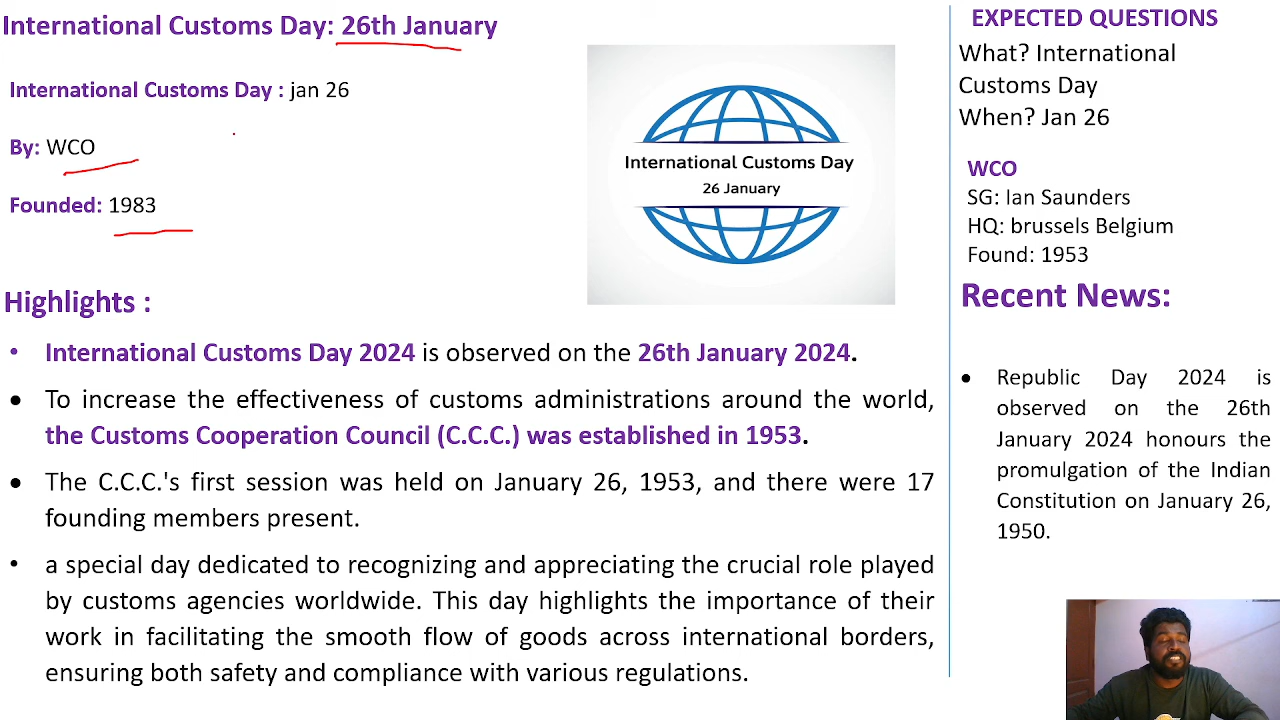 International Customs Day: 26th January
International Customs Day : jan 26
By: WCO
Founded: 1983
International Customs Day
26 January
Highlights :
• International Customs Day 2024 is observed on the 26th January 2024.
• To increase the effectiveness of customs administrations around the world,
the Customs Cooperation Council (C.C.C.) was established in 1953.
• The C.C.C.'s first session was held on January 26, 1953, and there were 17
founding members present.
• a special day dedicated to recognizing and appreciating the crucial role played
by customs agencies worldwide. This day highlights the importance of their
work in facilitating the smooth flow of goods across international borders,
ensuring both safety and compliance with various regulations.
EXPECTED QUESTIONS
What? International
Customs Day
When? Jan 26
WCO
SG: Ian Saunders
HQ: brussels Belgium
Found: 1953
Recent News:
• Republic Day 2024 is
observed on the 26th
January 2024 honours the
promulgation of the Indian
Constitution on January 26,
1950.